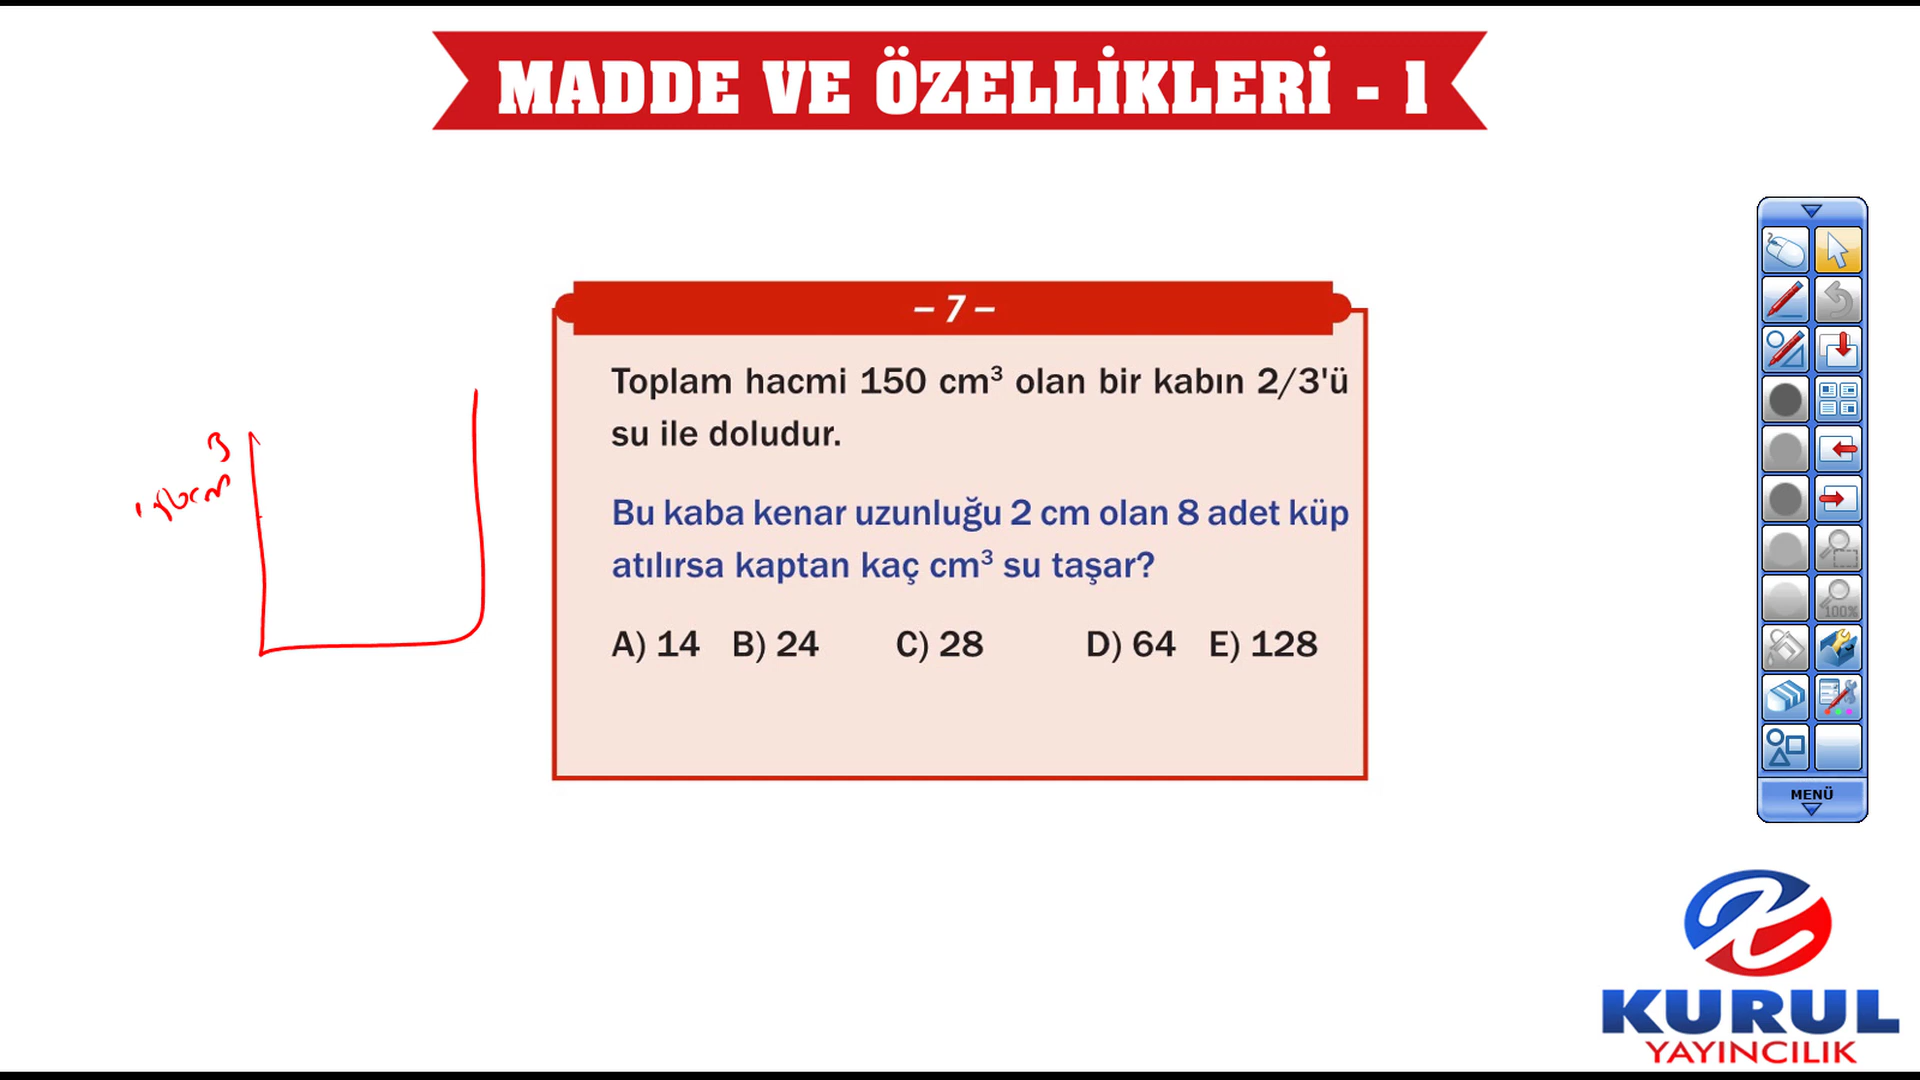 MADDE VE ÖZELLİKLERİ - 1
– 7 –
Toplam hacmi 150 cm³ olan bir kabın 2/3'ü
su ile doludur.
Bu kaba kenar uzunluğu 2 cm olan 8 adet küp
atılırsa kaptan kaç cm³ su taşar?
A) 14 B) 24 C) 28 D) 64 E) 128
100%
MENÜ
KURUL
YAYINCILIK